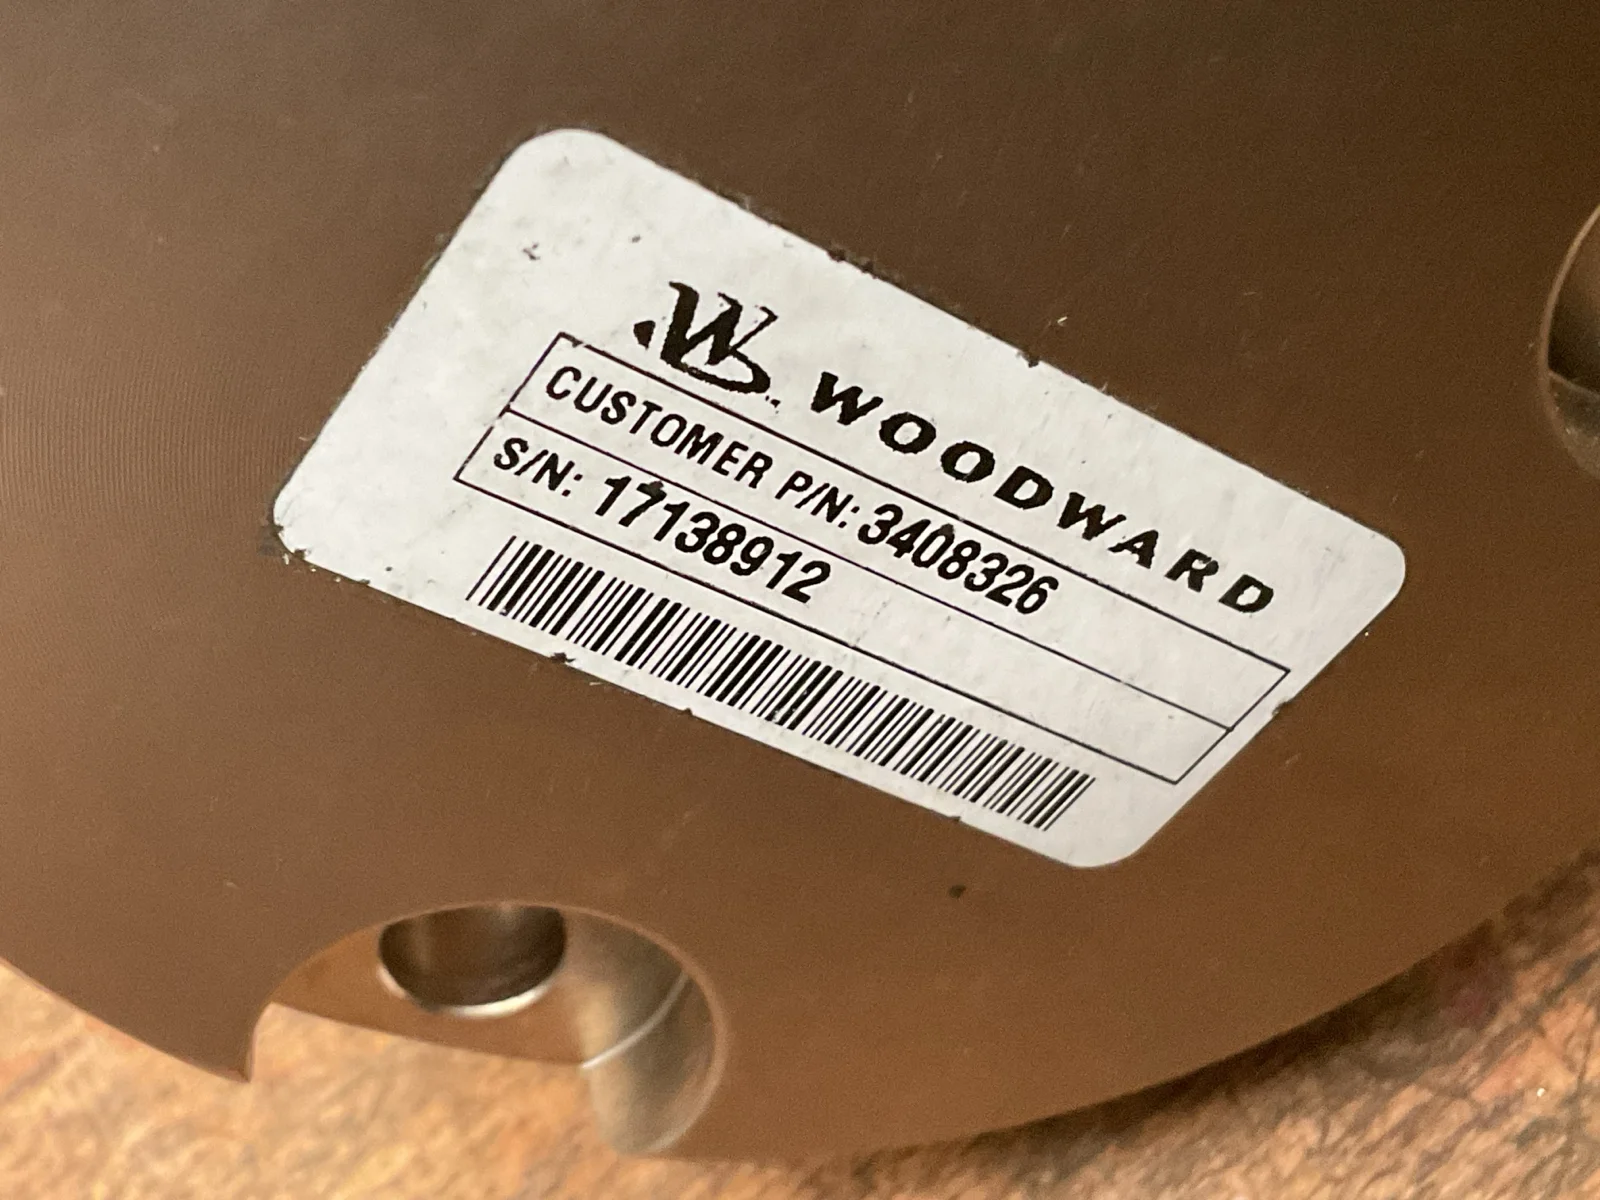 WOODWARD
CUSTOMER P/N: 3408326
S/N: 17138912